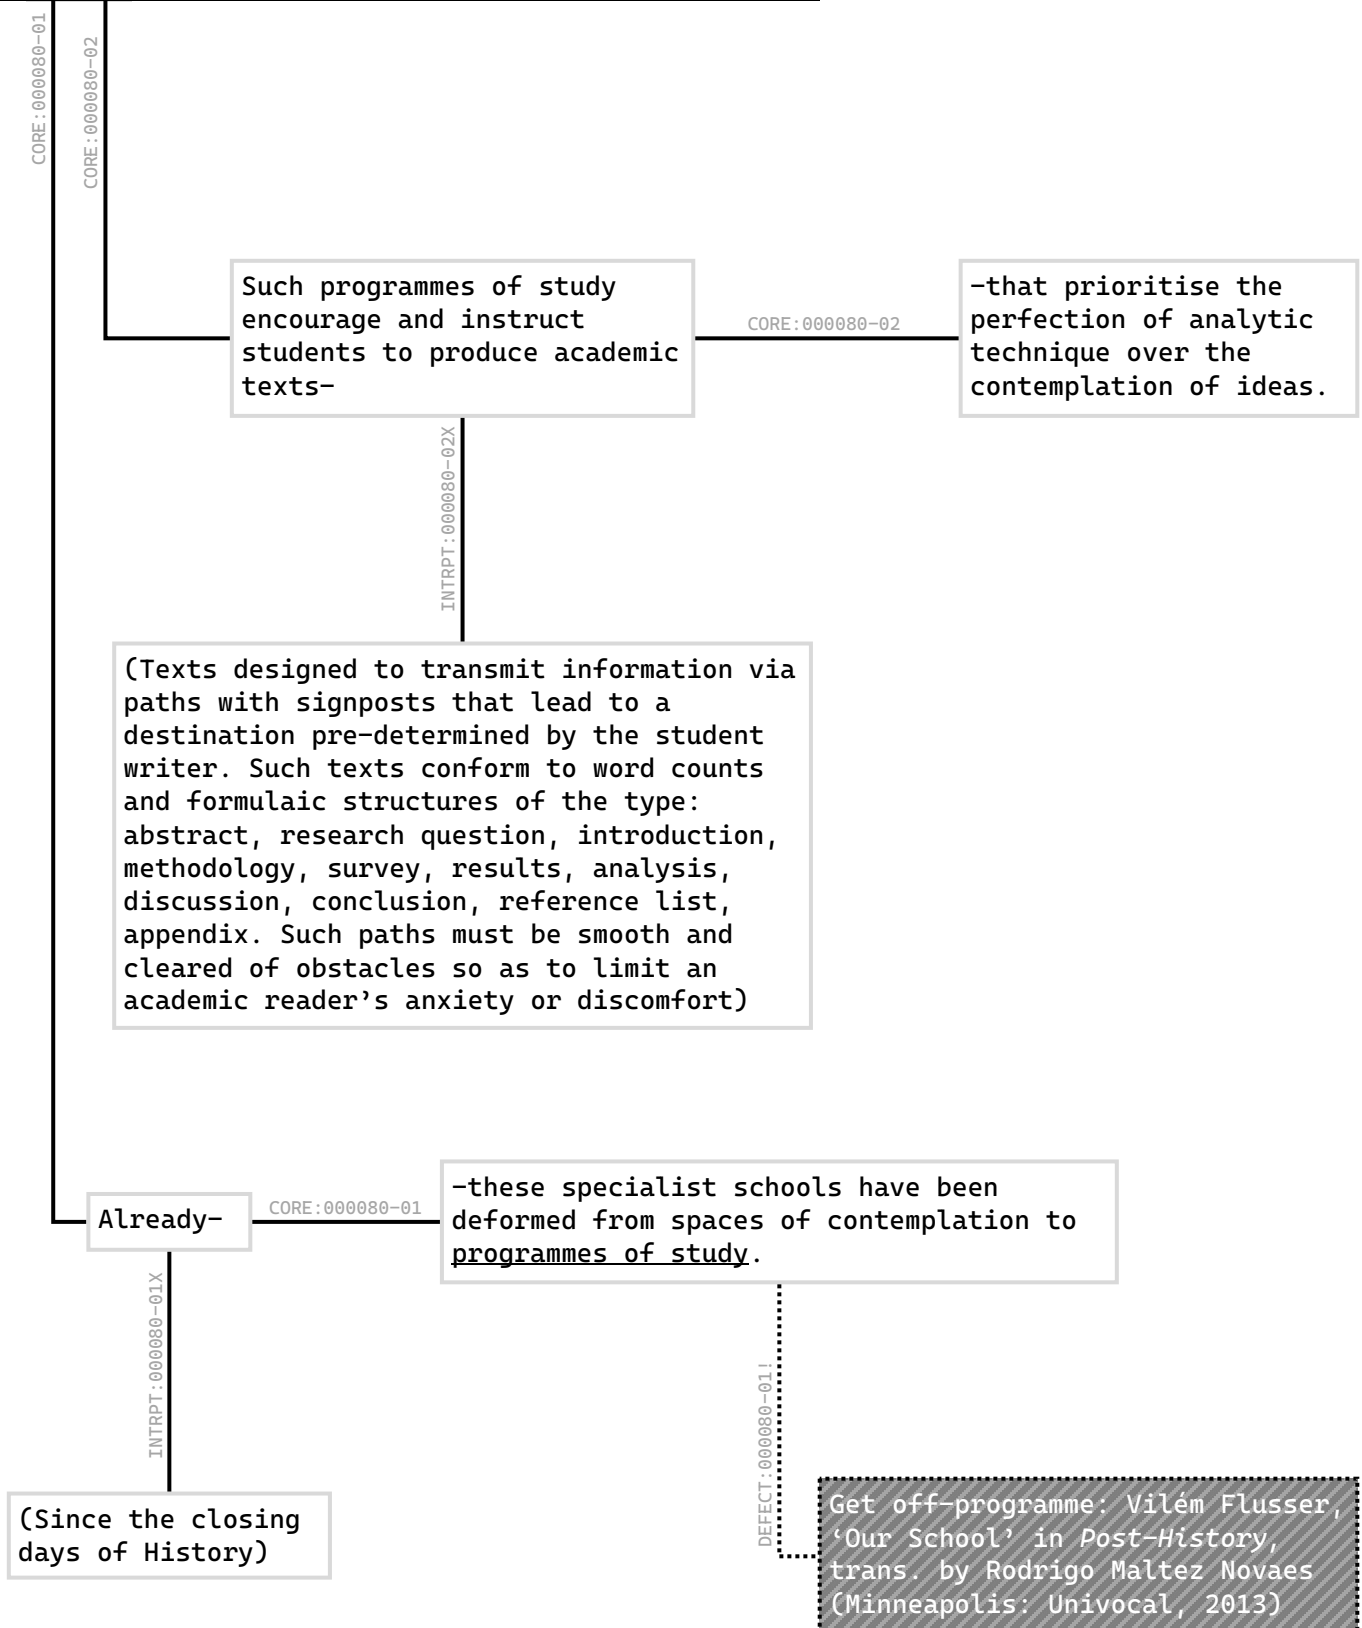 CORE:000080-01
CORE:000080-02
Such programmes of study
encourage and instruct
students to produce academic
texts-
CORE:000080-02
-that prioritise the
perfection of analytic
technique over the
contemplation of ideas.
INTRPT:000080-02X
(Texts designed to transmit information via
paths with signposts that lead to a
destination pre-determined by the student
writer. Such texts conform to word counts
and formulaic structures of the type:
abstract, research question, introduction,
methodology, survey, results, analysis,
discussion, conclusion, reference list,
appendix. Such paths must be smooth and
cleared of obstacles so as to limit an
academic reader’s anxiety or discomfort)
Already-
CORE:000080-01
-these specialist schools have been
deformed from spaces of contemplation to
programmes of study.
INTRPT:000080-01X
(Since the closing
days of History)
DEFECT:000080-01!
Get off-programme: Vilém Flusser,
‘Our School’ in Post-History,
trans. by Rodrigo Maltez Novaes
(Minneapolis: Univocal, 2013)